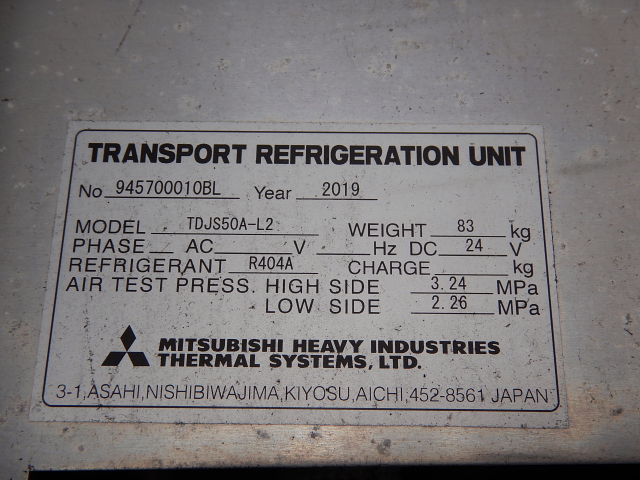 TRANSPORT REFRIGERATION UNIT
No 945700010BL Year 2019
MODEL TDJS50A-L2 WEIGHT 83 kg
PHASE AC V Hz DC 24 V
REFRIGERANT R404A CHARGE kg
AIR TEST PRESS. HIGH SIDE 3.24 MPa
LOW SIDE 2.26 MPa
MITSUBISHI HEAVY INDUSTRIES
THERMAL SYSTEMS, LTD.
3-1,ASAHI,NISHIBIWAJIMA,KIYOSU,AICHI,452-8561 JAPAN